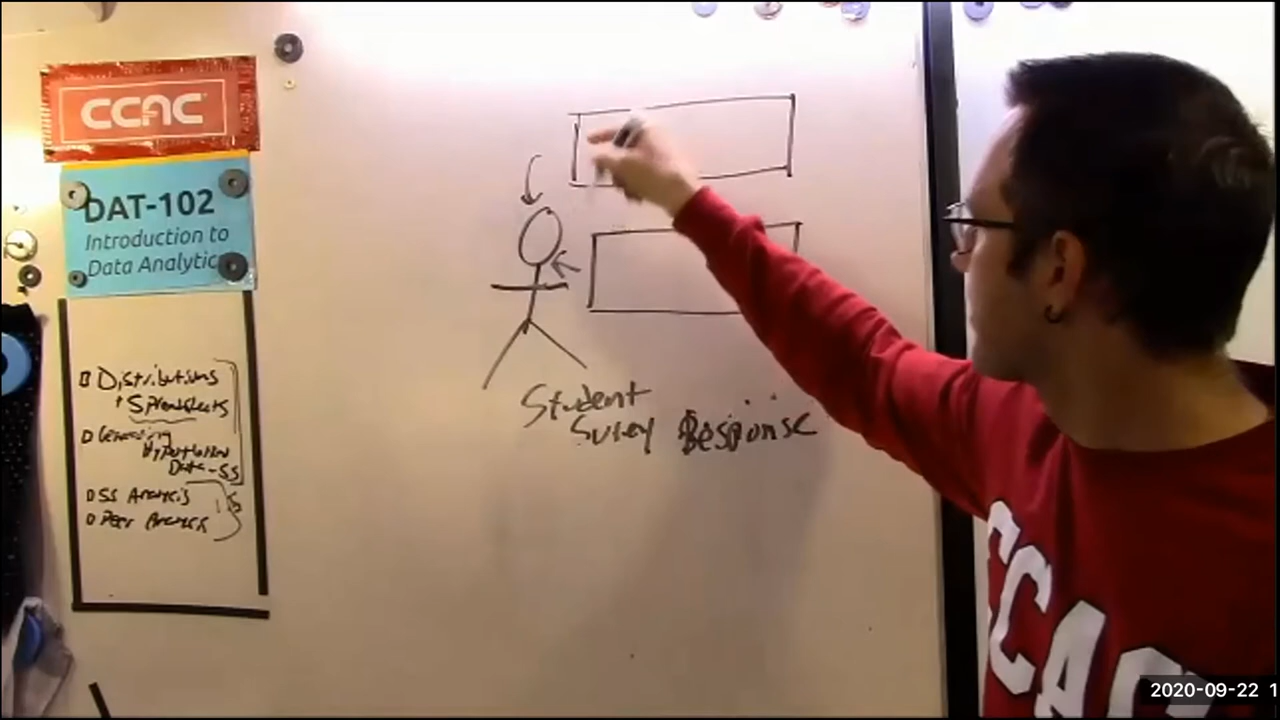 CCAC
DAT-102
Introduction to
Data Analytic
Distributions
+ Spreadsheets
Generating
Hypothetical
Data - SS
SS Analysis
Peer Analysis
Student
Survey Response
CCAC
2020-09-22 1